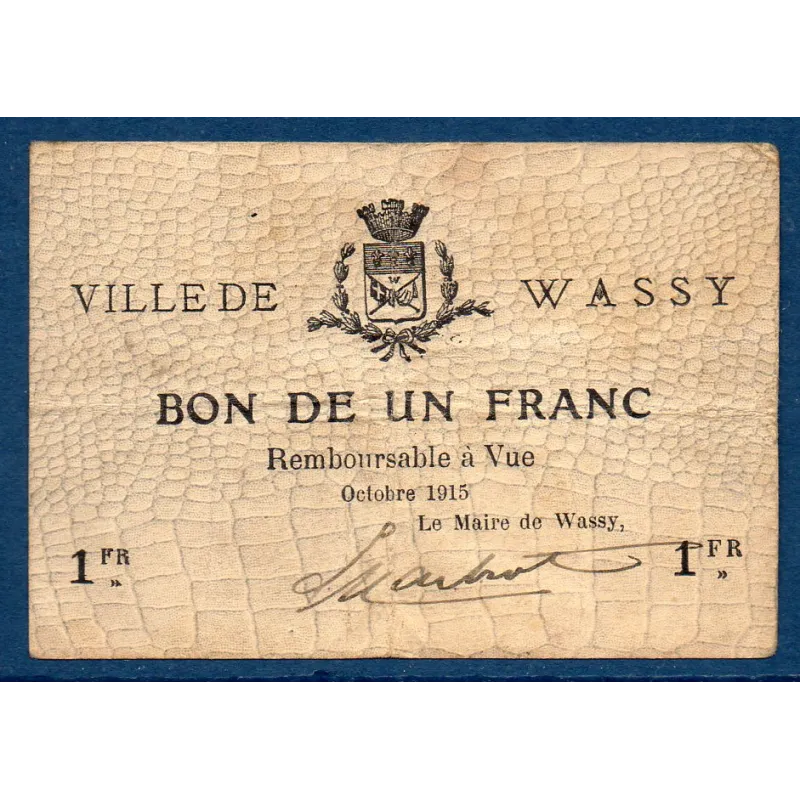 VILLE DE WASSY
W
BON DE UN FRANC
Remboursable à Vue
Octobre 1915
Le Maire de Wassy,
1 FR » 1 FR »